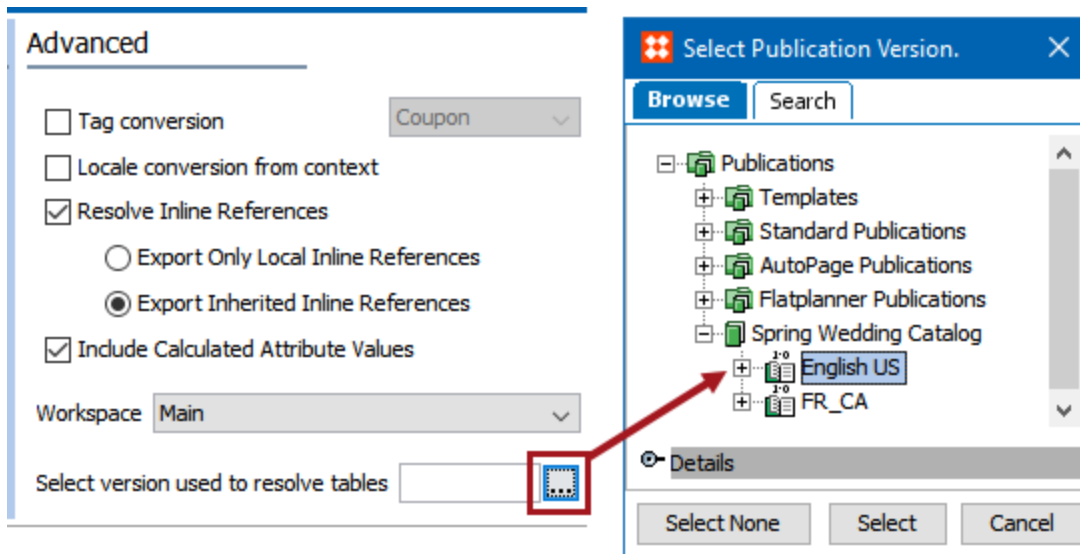 Advanced
Tag conversion
Coupon
Locale conversion from context
Resolve Inline References
Export Only Local Inline References
Export Inherited Inline References
Include Calculated Attribute Values
Workspace Main
Select version used to resolve tables ...
Select Publication Version.
Browse Search
Publications
Templates
Standard Publications
AutoPage Publications
Flatplanner Publications
Spring Wedding Catalog
English US
FR_CA
Details
Select None Select Cancel